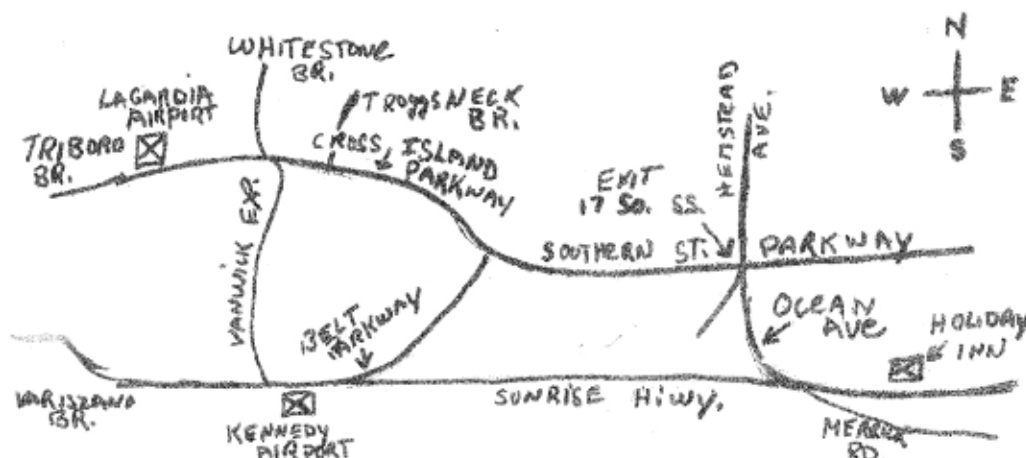 WHITESTONE
BR.
LAGARDIA
AIRPORT
TRIBORO
BR.
TROGGSNECK
BR.
CROSS ISLAND
PARKWAY
HEMSTEAD
AVE.
N
W E
S
EXIT
17 SO. SS.
SOUTHERN ST. PARKWAY
VANWICK EXP.
BELT
PARKWAY
OCEAN
AVE
HOLIDAY
INN
BR.
KENNEDY
AIRPORT
SUNRISE HIWY.
RD.